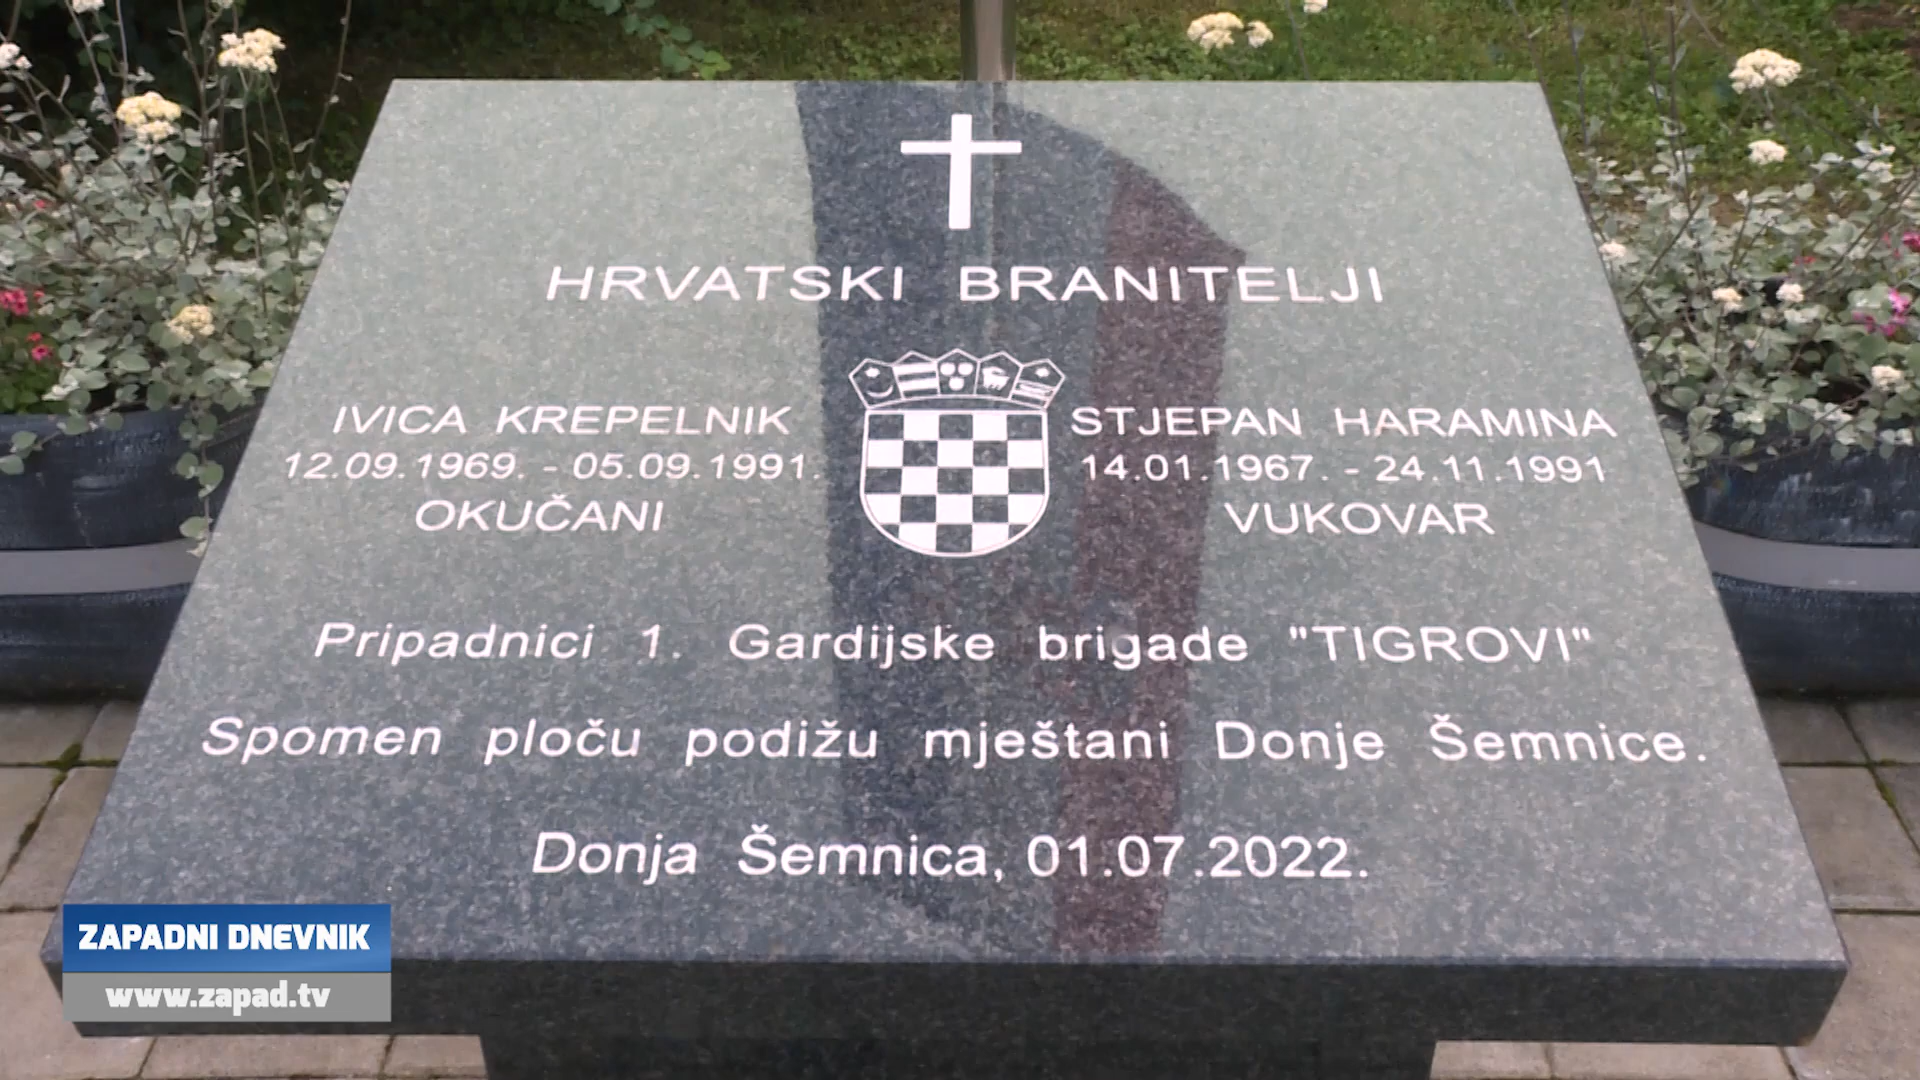 HRVATSKI BRANITELJI
IVICA KREPELNIK
12.09.1969. - 05.09.1991.
OKUČANI
STJEPAN HARAMINA
14.01.1967. - 24.11.1991
VUKOVAR
Pripadnici 1. Gardijske brigade "TIGROVI"
Spomen ploču podižu mještani Donje Šemnice.
Donja Šemnica, 01.07.2022.
ZAPADNI DNEVNIK
www.zapad.tv